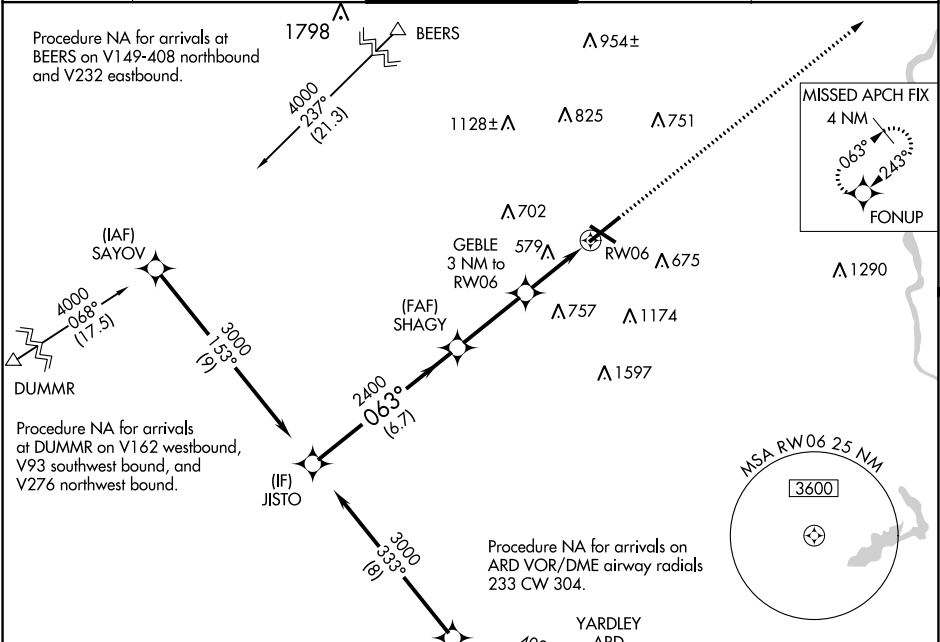 Procedure NA for arrivals at
BEERS on V149-408 northbound
and V232 eastbound.
1798
BEERS
4000
237°
(21.3)
954±
1128±
825
751
MISSED APCH FIX
4 NM
063°
243°
FONUP
702
(IAF)
SAYOV
GEBLE
3 NM to
RW06
579
RW06
675
1290
4000
068°
(17.5)
DUMMR
3000
153°
(9)
(FAF)
SHAGY
757
1174
1597
2400
063°
(6.7)
Procedure NA for arrivals
at DUMMR on V162 westbound,
V93 southwest bound, and
V276 northwest bound.
(IF)
JISTO
MSA RW06 25 NM
3600
3000
333°
(8)
Procedure NA for arrivals on
ARD VOR/DME airway radials
233 CW 304.
YARDLEY